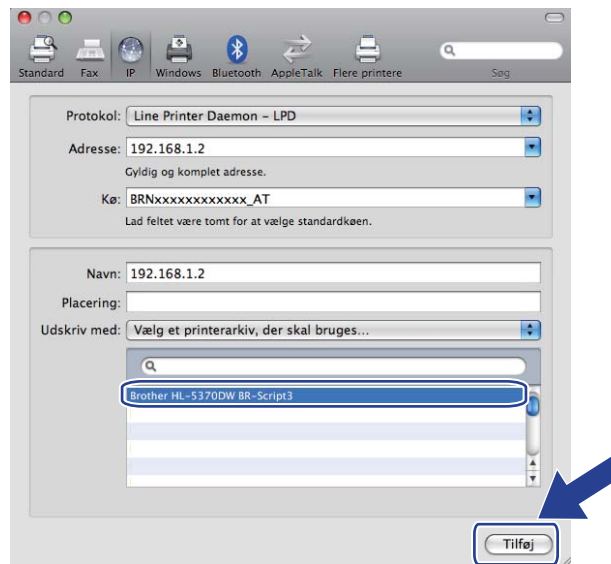 Standard Fax IP Windows Bluetooth AppleTalk Flere printere Søg
Protokol: Line Printer Daemon – LPD
Adresse: 192.168.1.2
Gyldig og komplet adresse.
Kø: BRNxxxxxxxxxxxx_AT
Lad feltet være tomt for at vælge standardkøen.
Navn: 192.168.1.2
Placering:
Udskriv med: Vælg et printerarkiv, der skal bruges...
Brother HL-5370DW BR-Script3
Tilføj